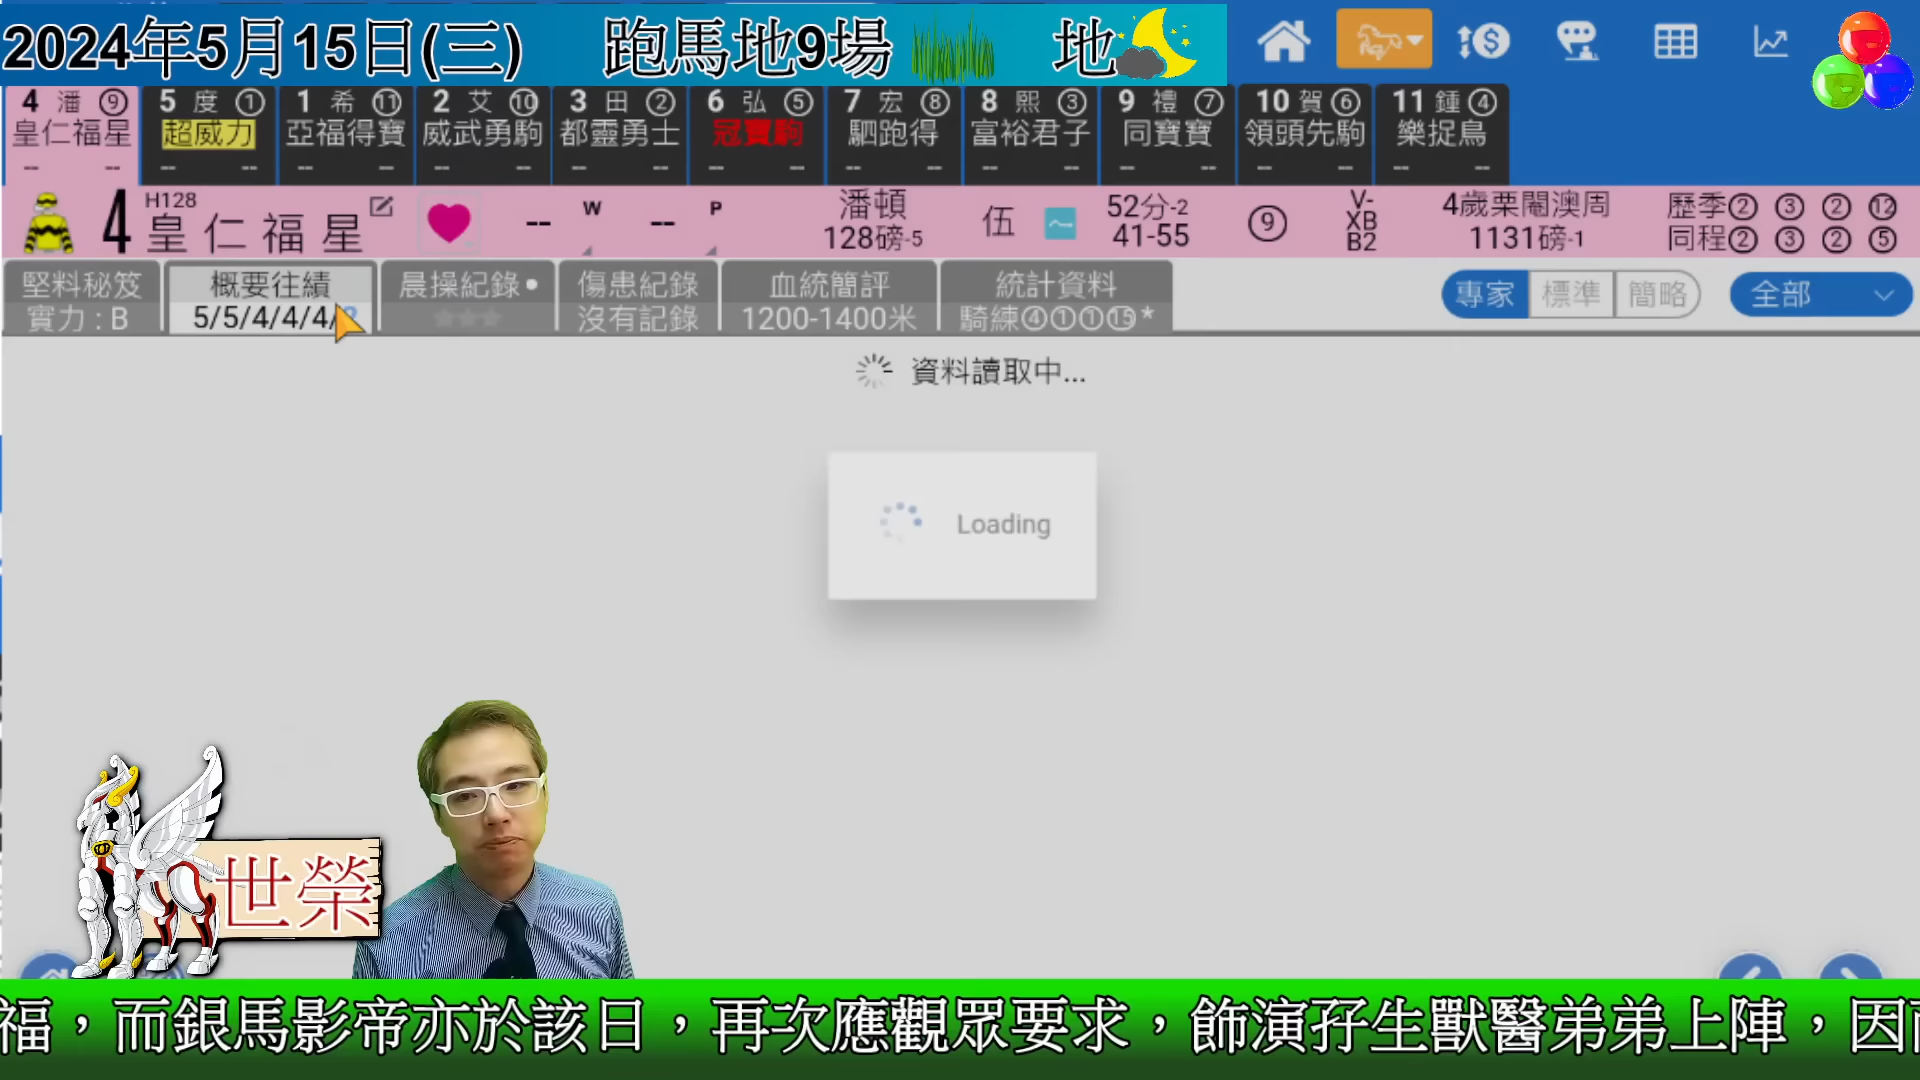 2024年5月15日(三) 跑馬地9場 地
4 潘 ⑨
皇仁福星
-- --
5 度 ①
超威力
-- --
1 希 ⑪
亞福得寶
-- --
2 艾 ⑩
威武勇駒
-- --
3 田 ②
都靈勇士
-- --
6 弘 ⑤
冠寶駒
-- --
7 宏 ⑧
駟跑得
-- --
8 熙 ③
富裕君子
-- --
9 禮 ⑦
同寶寶
-- --
10 賀 ⑥
領頭先駒
-- --
11 鍾 ④
樂捉鳥
-- --
4 H128
皇仁福星
-- W -- P
潘頓
128磅-5
伍
52分-2
41-55
⑨
V-
XB
B2
4歲栗閹澳周
1131磅-1
歷季② ③ ② ⑫
同程② ③ ② ⑤
堅料秘笈
實力 : B
概要往績
5/5/4/4/4/
晨操紀錄•
★★★
傷患紀錄
沒有記錄
血統簡評
1200-1400米
統計資料
騎練④①①⑮*
專家 標準 簡略
全部
資料讀取中...
Loading
世榮
福，而銀馬影帝亦於該日，再次應觀眾要求，飾演孖生獸醫弟弟上陣，因